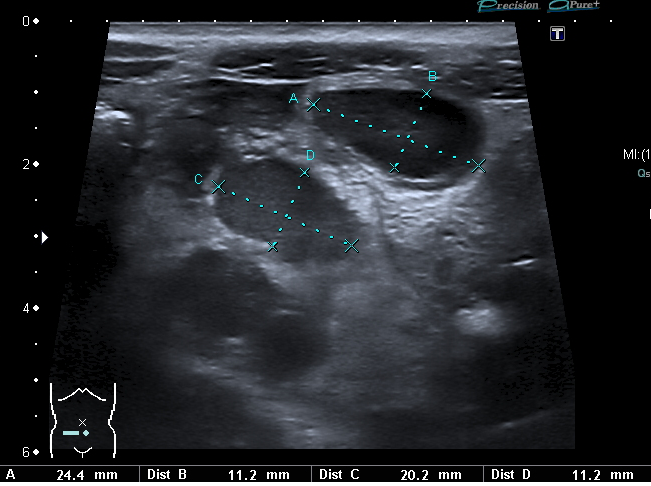 Precision APure+
T
0
2
4
6
A
B
C
D
MI:(1
Qs
A 24.4 mm Dist B 11.2 mm Dist C 20.2 mm Dist D 11.2 mm